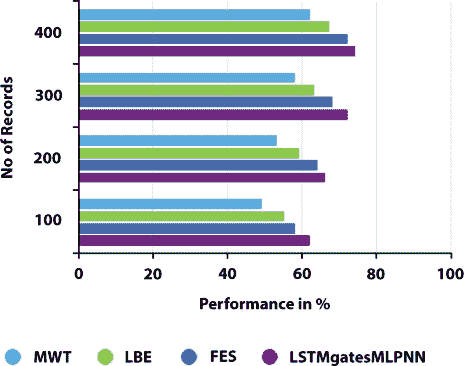 No of Records
400
300
200
100
0 20 40 60 80 100
Performance in %
MWT LBE FES LSTMgatesMLPNN